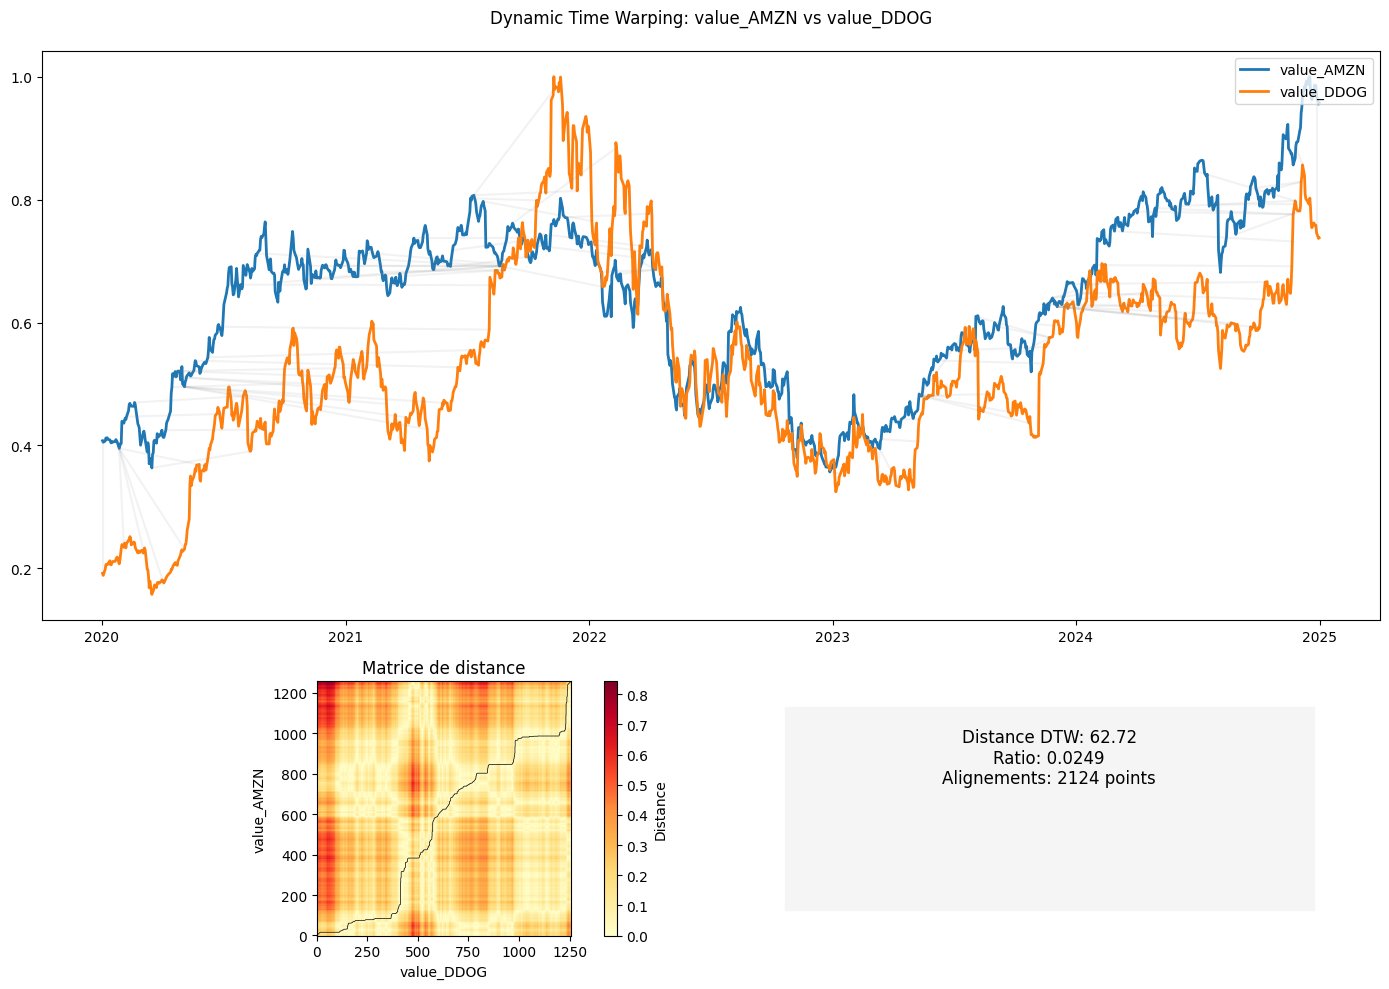 Dynamic Time Warping: value_AMZN vs value_DDOG
1.0
0.8
0.6
0.4
0.2
value_AMZN
value_DDOG
2020 2021 2022 2023 2024 2025
Matrice de distance
value_AMZN
1200
1000
800
600
400
200
0
0 250 500 750 1000 1250
value_DDOG
0.8
0.7
0.6
0.5
0.4
0.3
0.2
0.1
0.0
Distance
Distance DTW: 62.72
Ratio: 0.0249
Alignements: 2124 points